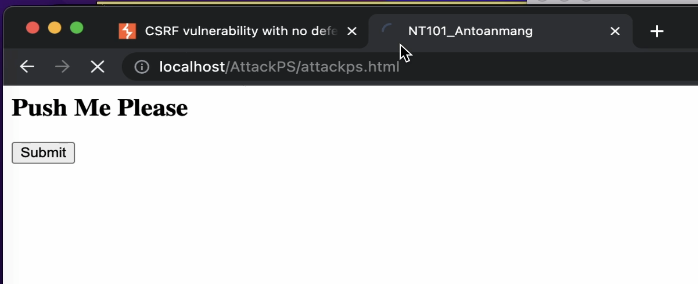 CSRF vulnerability with no defe
NT101_Antoanmang
localhost/AttackPS/attackps.html
Push Me Please
Submit